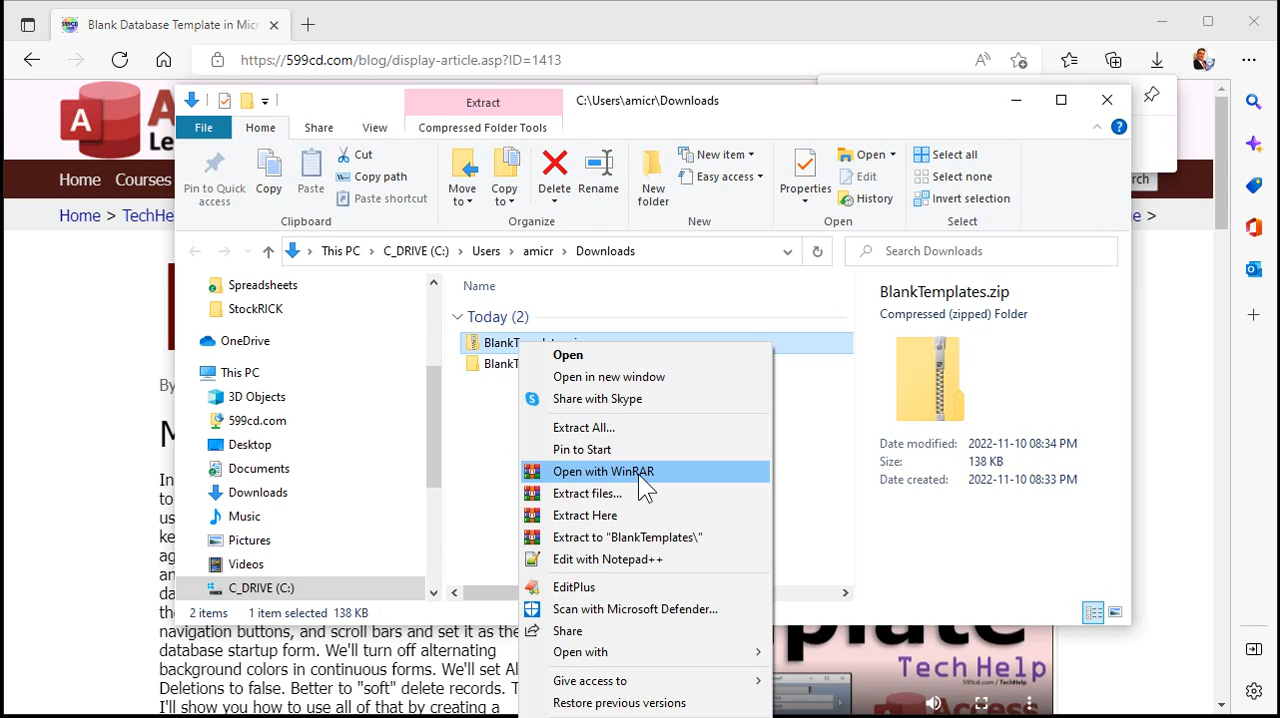 Blank Database Template in Micr
https://599cd.com/blog/display-article.asp?ID=1413
Extract
C:\Users\amicr\Downloads
File
Home
Share
View
Compressed Folder Tools
Pin to Quick access
Copy
Paste
Cut
Copy path
Paste shortcut
Clipboard
Move to
Copy to
Delete
Rename
Organize
New folder
New item
Easy access
New
Properties
Open
Edit
History
Open
Select all
Select none
Invert selection
Select
Home Courses
Home > TechHe
This PC > C_DRIVE (C:) > Users > amicr > Downloads
Search Downloads
Spreadsheets
StockRICK
OneDrive
This PC
3D Objects
599cd.com
Desktop
Documents
Downloads
Music
Pictures
Videos
C_DRIVE (C:)
Name
Today (2)
BlankT
Open
Open in new window
Share with Skype
Extract All...
Pin to Start
Open with WinRAR
Extract files...
Extract Here
Extract to "BlankTemplates\"
Edit with Notepad++
EditPlus
Scan with Microsoft Defender...
Share
Open with
Give access to
Restore previous versions
BlankTemplates.zip
Compressed (zipped) Folder
Date modified: 2022-11-10 08:34 PM
Size: 138 KB
Date created: 2022-11-10 08:33 PM
2 items 1 item selected 138 KB
By
M
In
navigation buttons, and scroll bars and set it as the
database startup form. We'll turn off alternating
background colors in continuous forms. We'll set Al
Deletions to false. Better to "soft" delete records. T
I'll show you how to use all of that by creating a
Tech Help
599cd.com / TechHelp